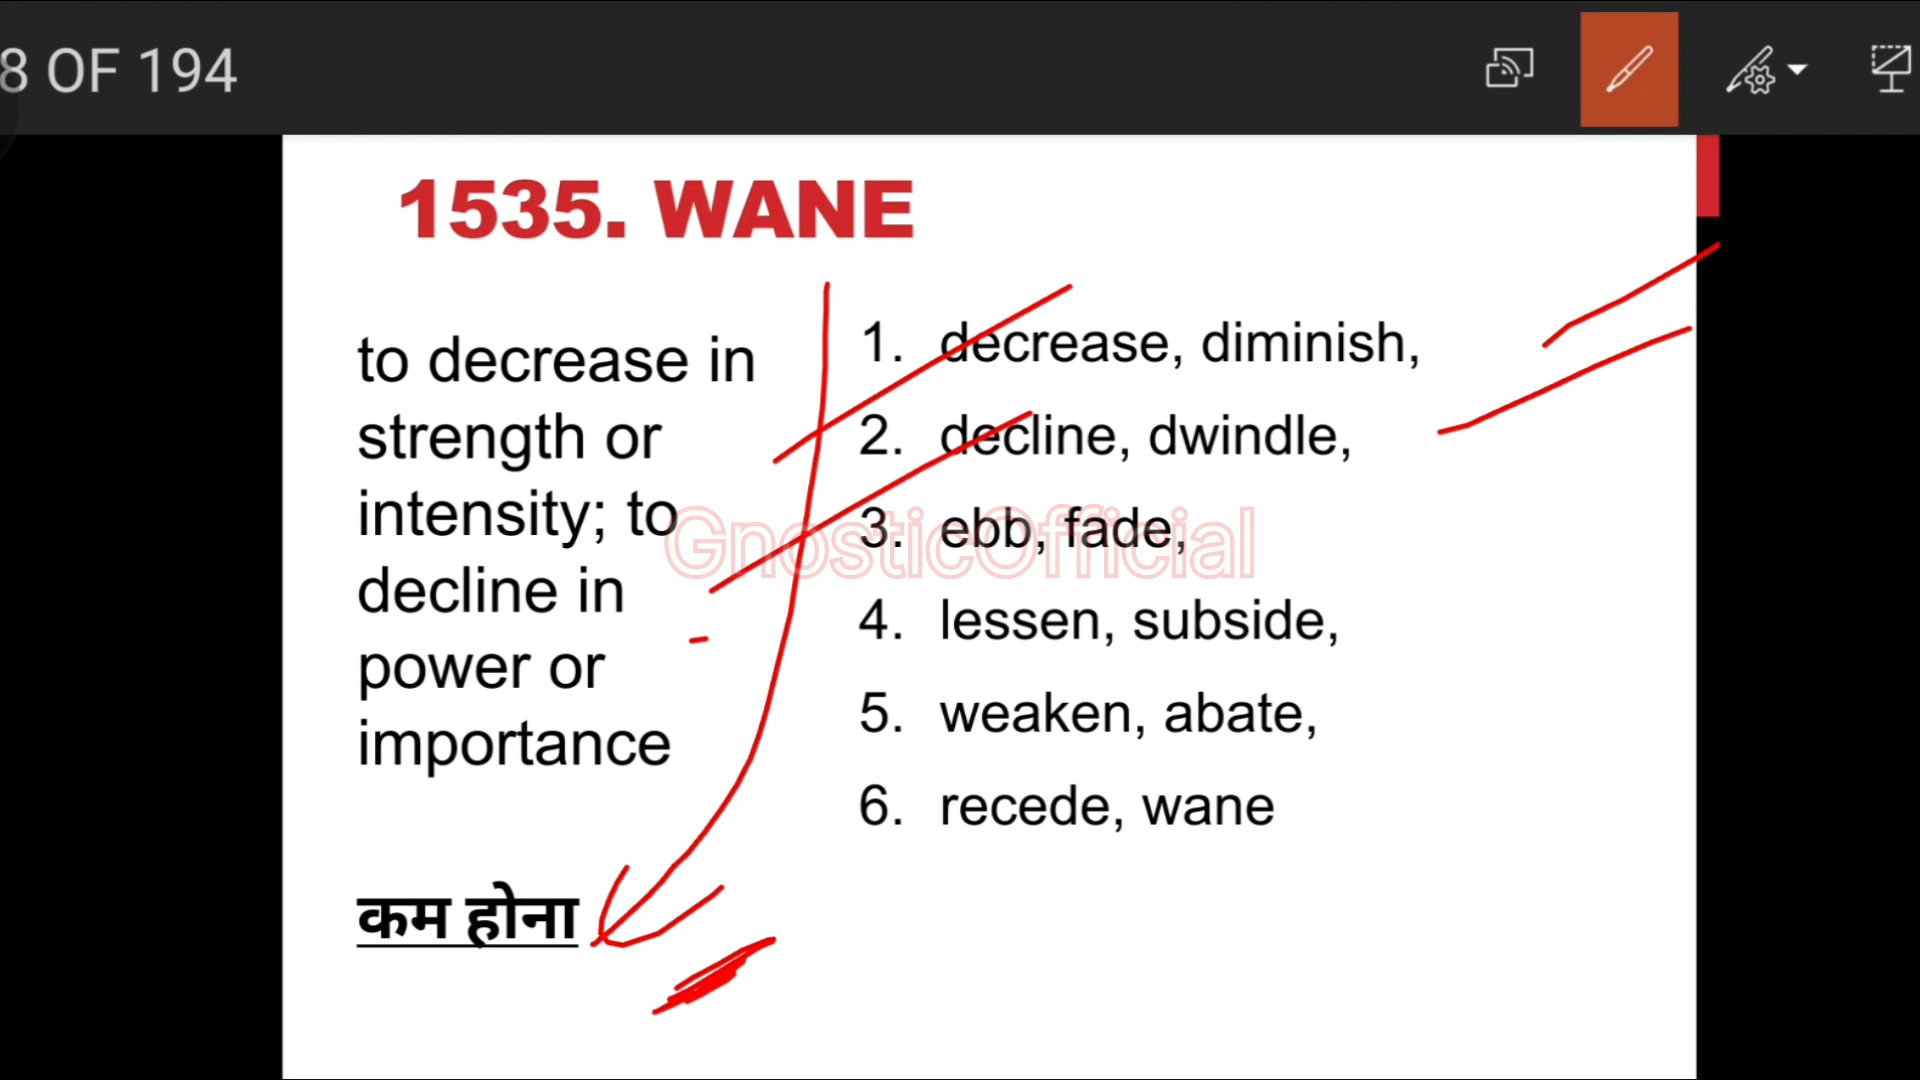 8 OF 194
1535. WANE
to decrease in
strength or
intensity; to
decline in
power or
importance
कम होना
1. decrease, diminish,
2. decline, dwindle,
3. ebb, fade,
4. lessen, subside,
5. weaken, abate,
6. recede, wane
GnosticOfficial